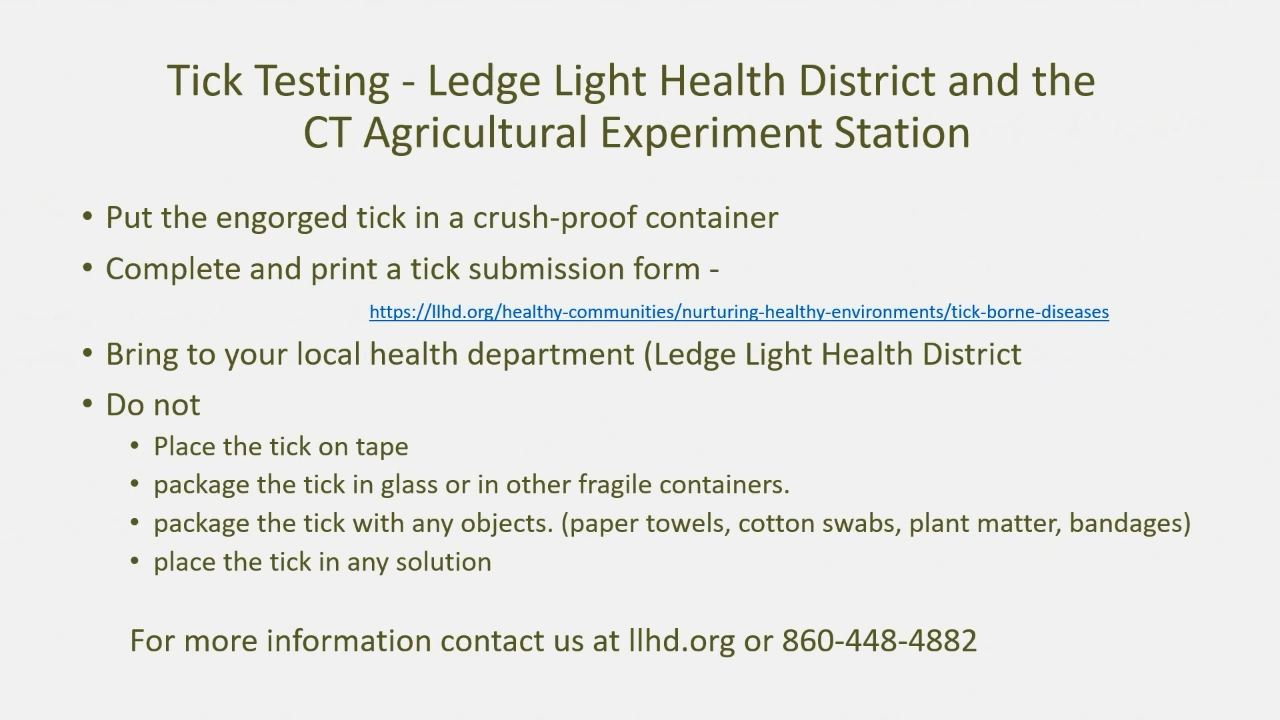 Tick Testing - Ledge Light Health District and the
CT Agricultural Experiment Station
• Put the engorged tick in a crush-proof container
• Complete and print a tick submission form -
https://llhd.org/healthy-communities/nurturing-healthy-environments/tick-borne-diseases
• Bring to your local health department (Ledge Light Health District
• Do not
• Place the tick on tape
• package the tick in glass or in other fragile containers.
• package the tick with any objects. (paper towels, cotton swabs, plant matter, bandages)
• place the tick in any solution
For more information contact us at llhd.org or 860-448-4882